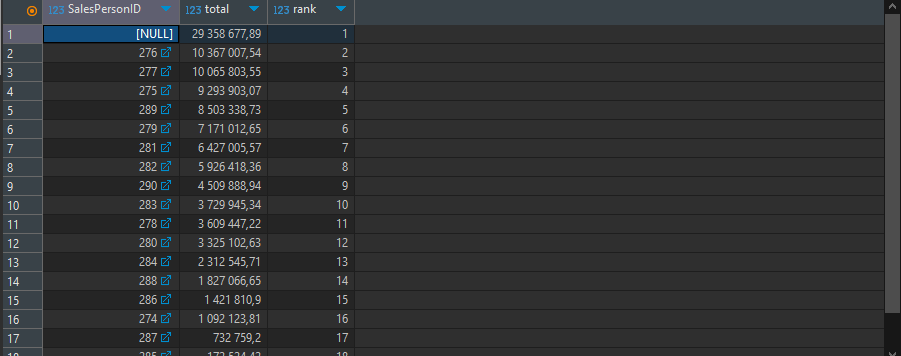 123 SalesPersonID 123 total 123 rank
1 [NULL] 29 358 677,89 1
2 276 10 367 007,54 2
3 277 10 065 803,55 3
4 275 9 293 903,07 4
5 289 8 503 338,73 5
6 279 7 171 012,65 6
7 281 6 427 005,57 7
8 282 5 926 418,36 8
9 290 4 509 888,94 9
10 283 3 729 945,34 10
11 278 3 609 447,22 11
12 280 3 325 102,63 12
13 284 2 312 545,71 13
14 288 1 827 066,65 14
15 286 1 421 810,9 15
16 274 1 092 123,81 16
17 287 732 759,2 17
18 285 172 524,43 18